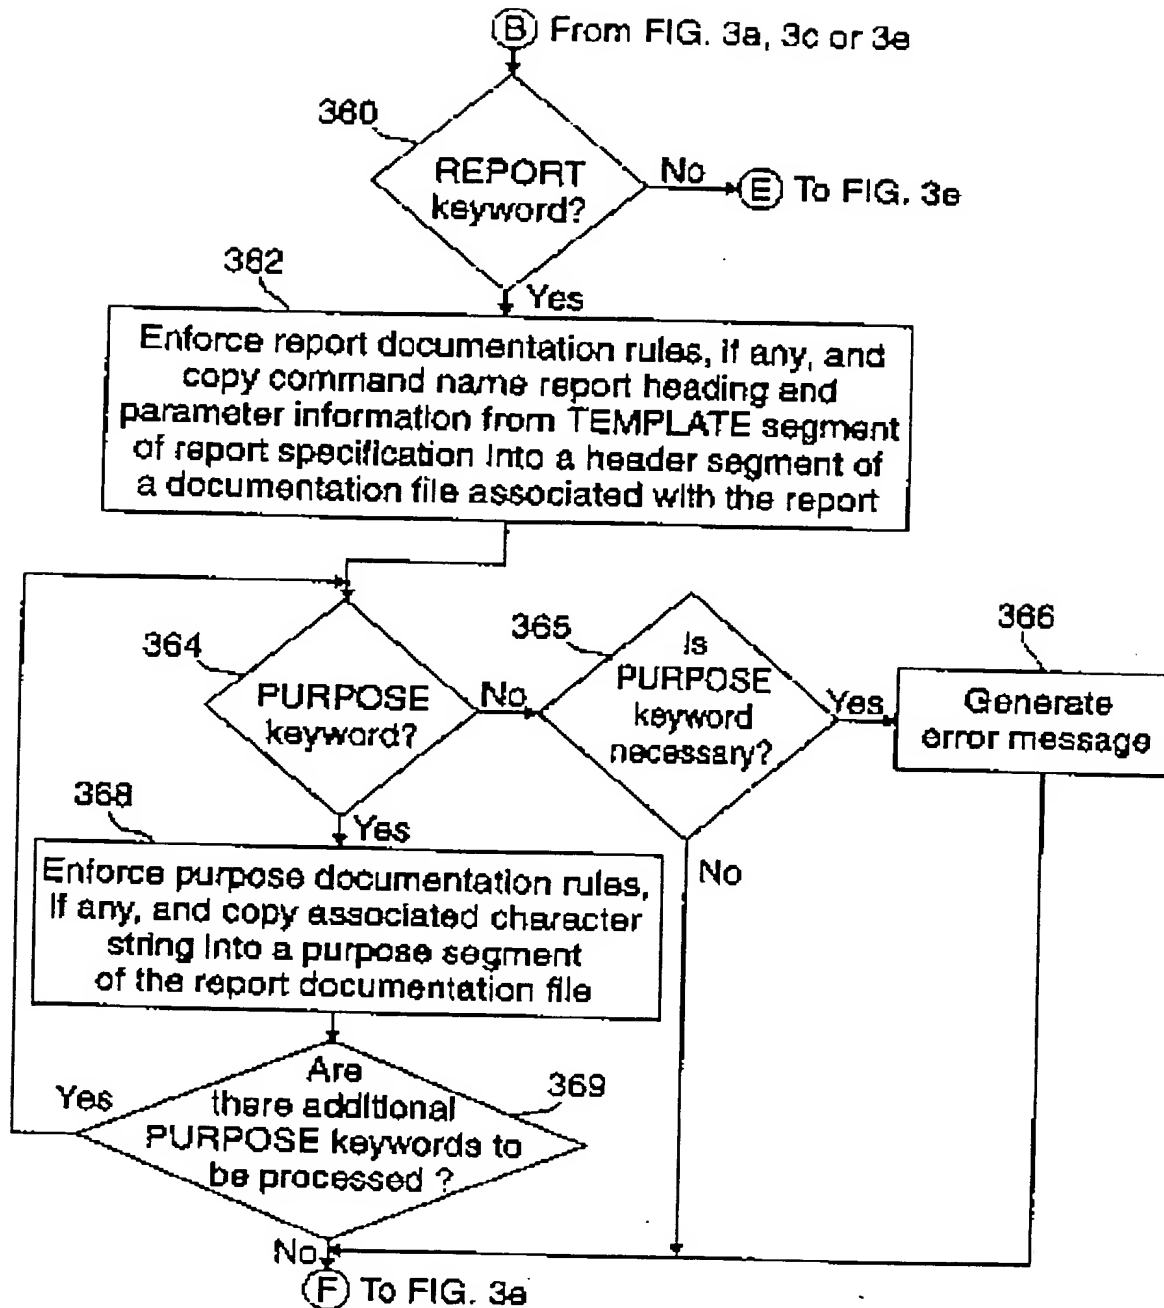 B From FIG. 3a, 3c or 3e
360
REPORT
keyword?
No
E To FIG. 3e
362
Yes
Enforce report documentation rules, if any, and
copy command name report heading and
parameter information from TEMPLATE segment
of report specification into a header segment of
a documentation file associated with the report
364
PURPOSE
keyword?
No
365
Is
PURPOSE
keyword
necessary?
Yes
366
Generate
error message
368
Yes
No
Enforce purpose documentation rules,
if any, and copy associated character
string into a purpose segment
of the report documentation file
Yes
Are
there additional
PURPOSE keywords to
be processed ?
369
No
F To FIG. 3e